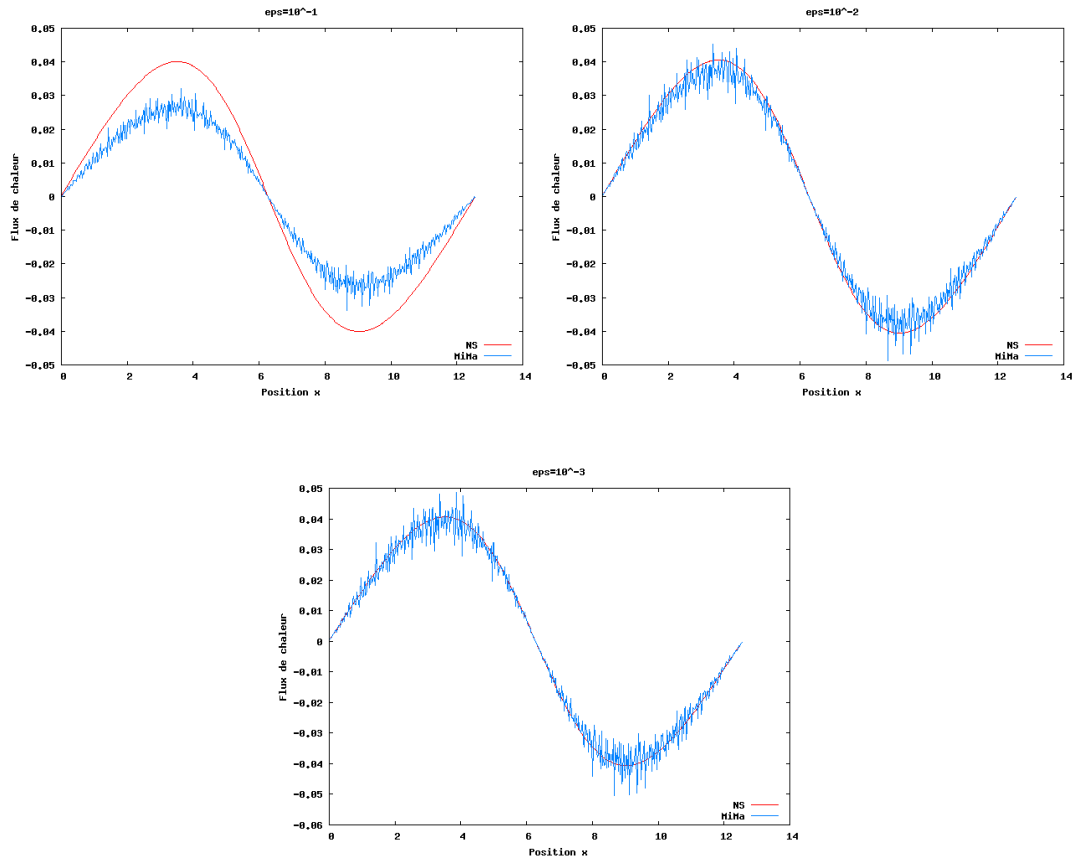 eps=10^-1
0.05
0.04
0.03
0.02
0.01
0
-0.01
-0.02
-0.03
-0.04
-0.05
Flux de chaleur
NS
MiMa
0 2 4 6 8 10 12 14
Position x
eps=10^-2
0.05
0.04
0.03
0.02
0.01
0
-0.01
-0.02
-0.03
-0.04
-0.05
Flux de chaleur
NS
MiMa
0 2 4 6 8 10 12 14
Position x
eps=10^-3
0.05
0.04
0.03
0.02
0.01
0
-0.01
-0.02
-0.03
-0.04
-0.05
-0.06
Flux de chaleur
NS
MiMa
0 2 4 6 8 10 12 14
Position x